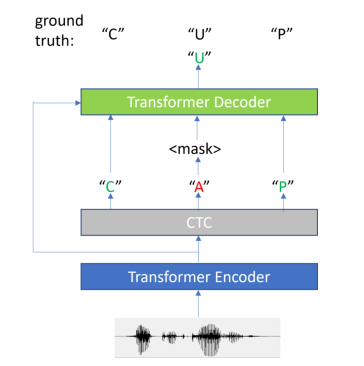 ground
truth: “C” “U” “P”
“U”
Transformer Decoder
<mask>
“C” “A” “P”
CTC
Transformer Encoder